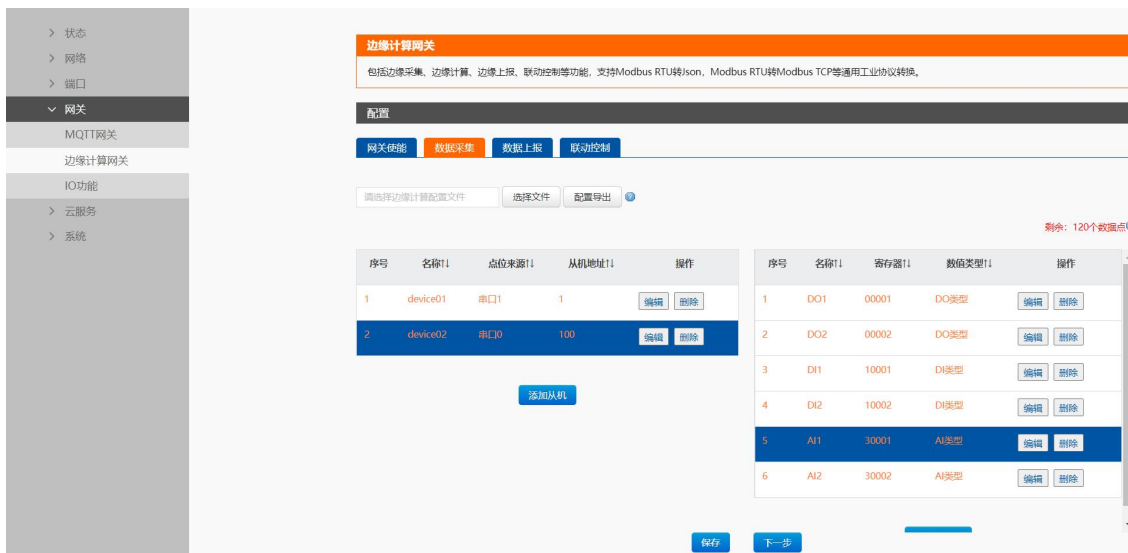 状态
网络
端口
网关
MQTT网关
边缘计算网关
IO功能
云服务
系统
边缘计算网关
包括边缘采集、边缘计算、边缘上报、联动控制等功能，支持Modbus RTU转Json，Modbus RTU转Modbus TCP等通用工业协议转换。
配置
网关使能 数据采集 数据上报 联动控制
请选择边缘计算配置文件 选择文件 配置导出
剩余：120个数据点
序号 名称↑↓ 点位来源↑↓ 从机地址↑↓ 操作
1 device01 串口1 1 编辑 删除
2 device02 串口0 100 编辑 删除
添加从机
序号 名称↑↓ 寄存器↑↓ 数值类型↑↓ 操作
1 DO1 00001 DO类型 编辑 删除
2 DO2 00002 DO类型 编辑 删除
3 DI1 10001 DI类型 编辑 删除
4 DI2 10002 DI类型 编辑 删除
5 AI1 30001 AI类型 编辑 删除
6 AI2 30002 AI类型 编辑 删除
保存 下一步